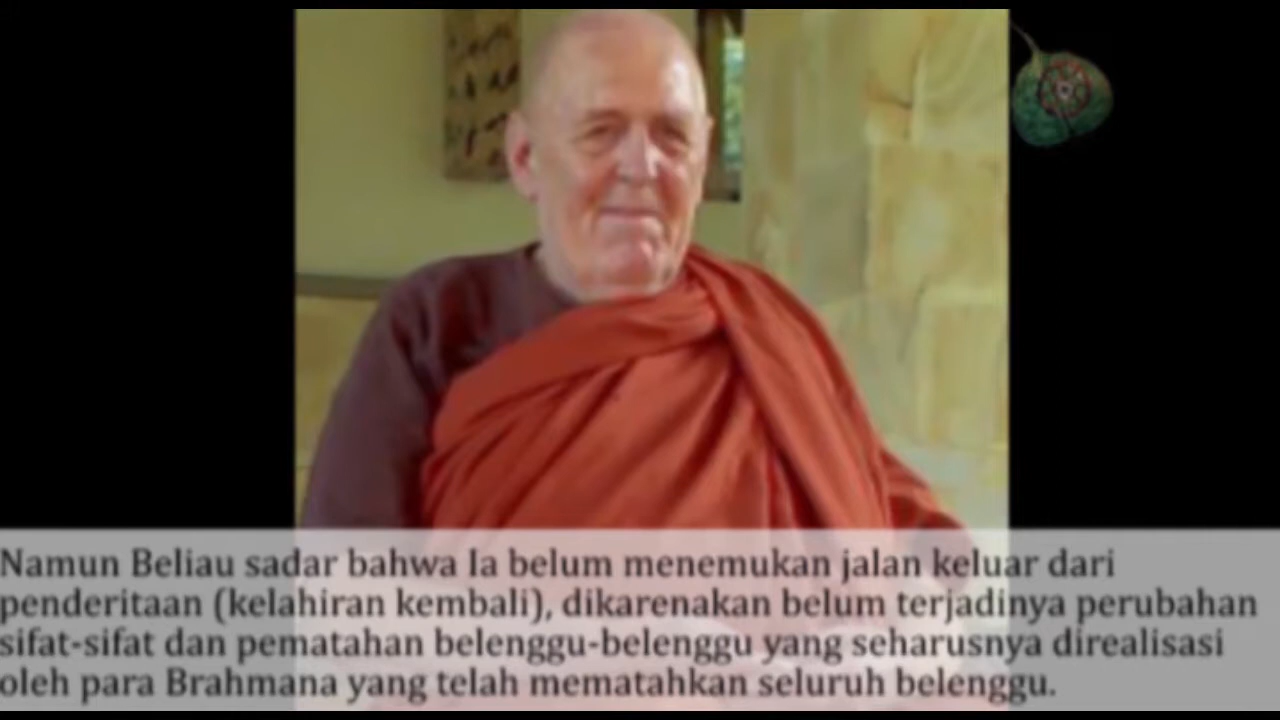 Namun Beliau sadar bahwa Ia belum menemukan jalan keluar dari
penderitaan (kelahiran kembali), dikarenakan belum terjadinya perubahan
sifat-sifat dan pematahan belenggu-belenggu yang seharusnya direalisasi
oleh para Brahmana yang telah mematahkan seluruh belenggu.